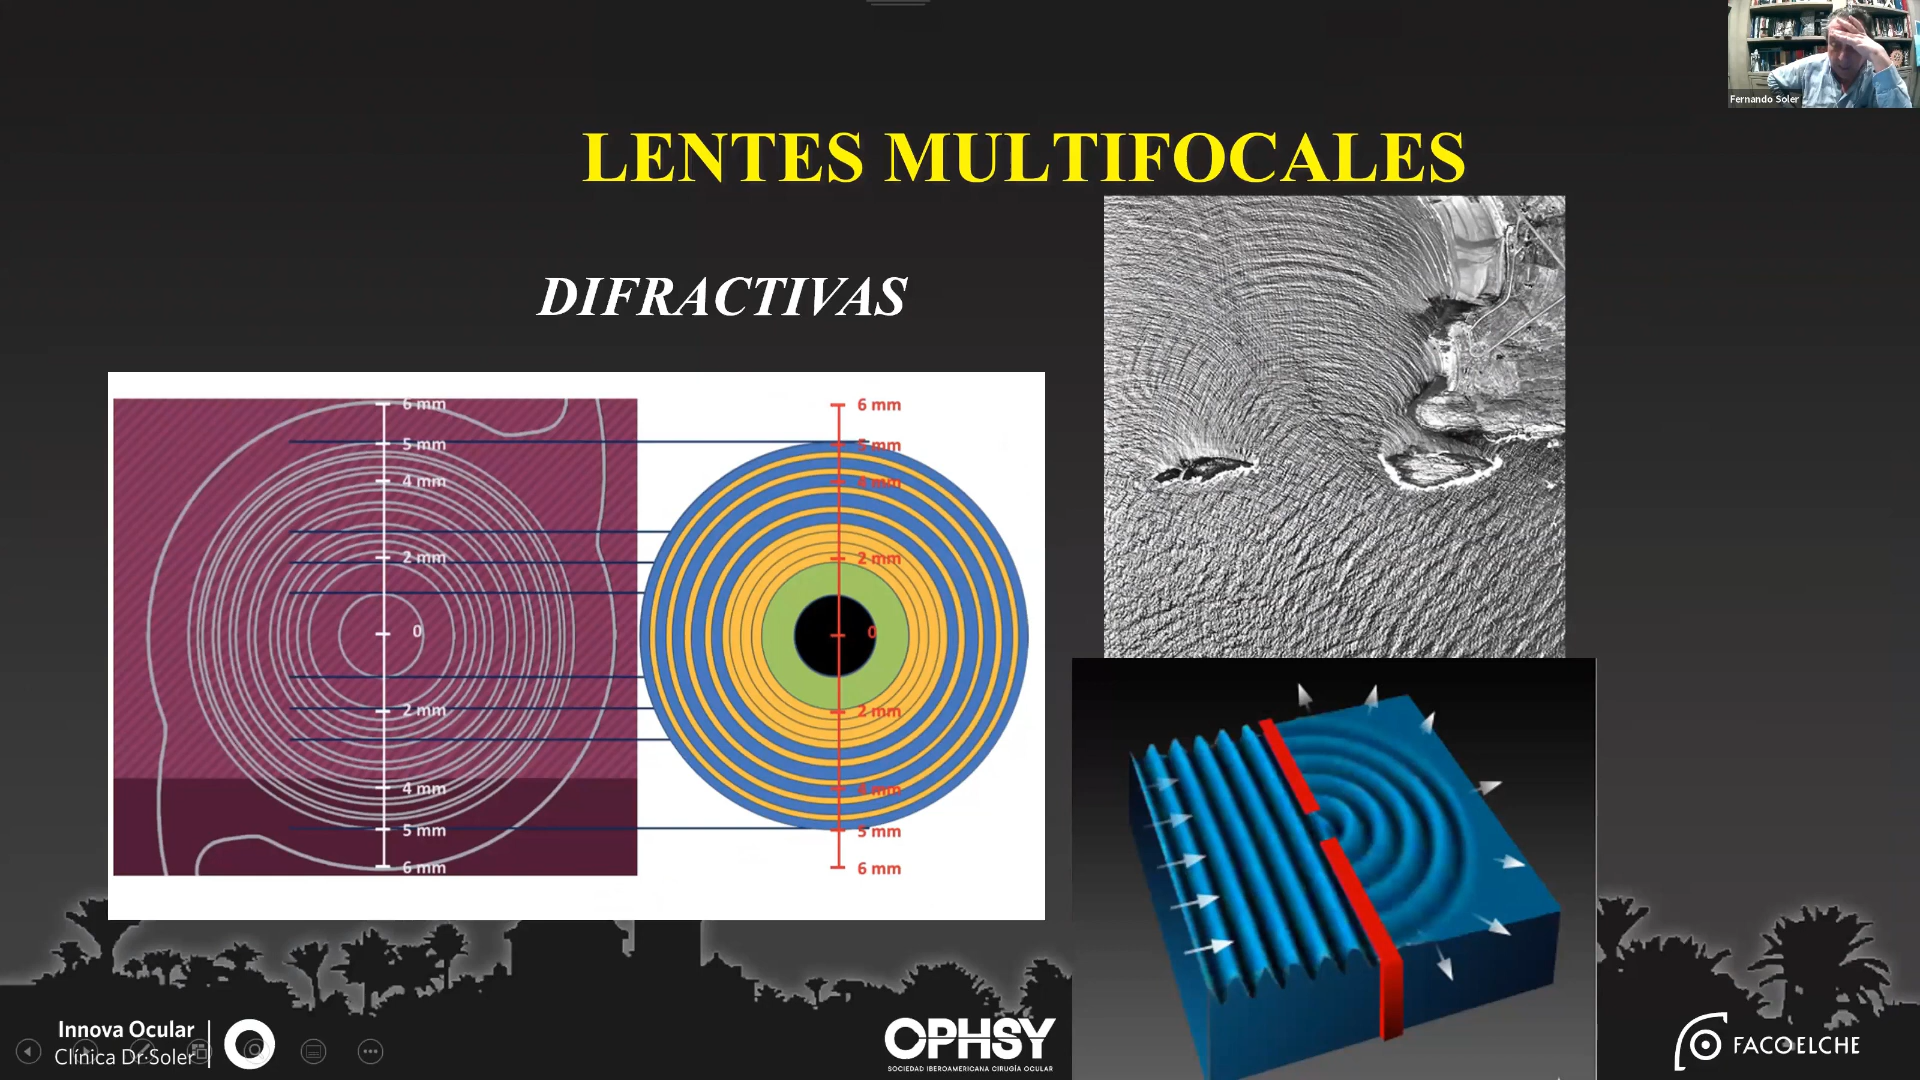 Fernando Soler
LENTES MULTIFOCALES
DIFRACTIVAS
6 mm
5 mm
4 mm
2 mm
0
2 mm
4 mm
5 mm
6 mm
6 mm
5 mm
4 mm
2 mm
0
2 mm
4 mm
5 mm
6 mm
Innova Ocular
Clínica Dr·Soler
OPHSY
SOCIEDAD IBEROAMERICANA CIRUGÍA OCULAR
FACOELCHE